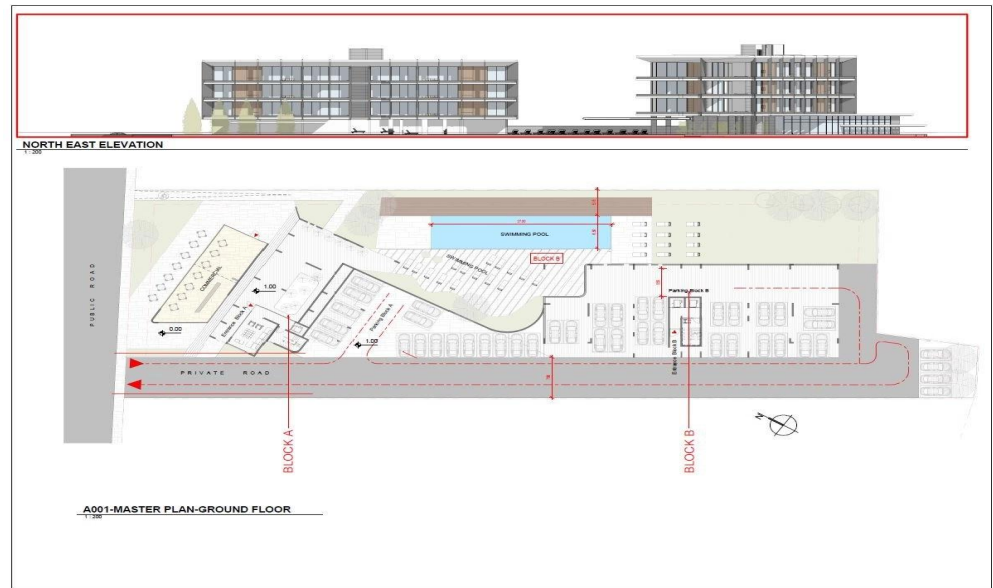 NORTH EAST ELEVATION
1 : 200
PUBLIC ROAD
COMMERCIAL
0.00
1.00
Entrance Block A
Parking Block A
1.00
SWIMMING POOL
SWIMMING POOL
BLOCK B
Parking Block B
Entrance Block B
PRIVATE ROAD
N
BLOCK A
BLOCK B
A001-MASTER PLAN-GROUND FLOOR
1 : 200